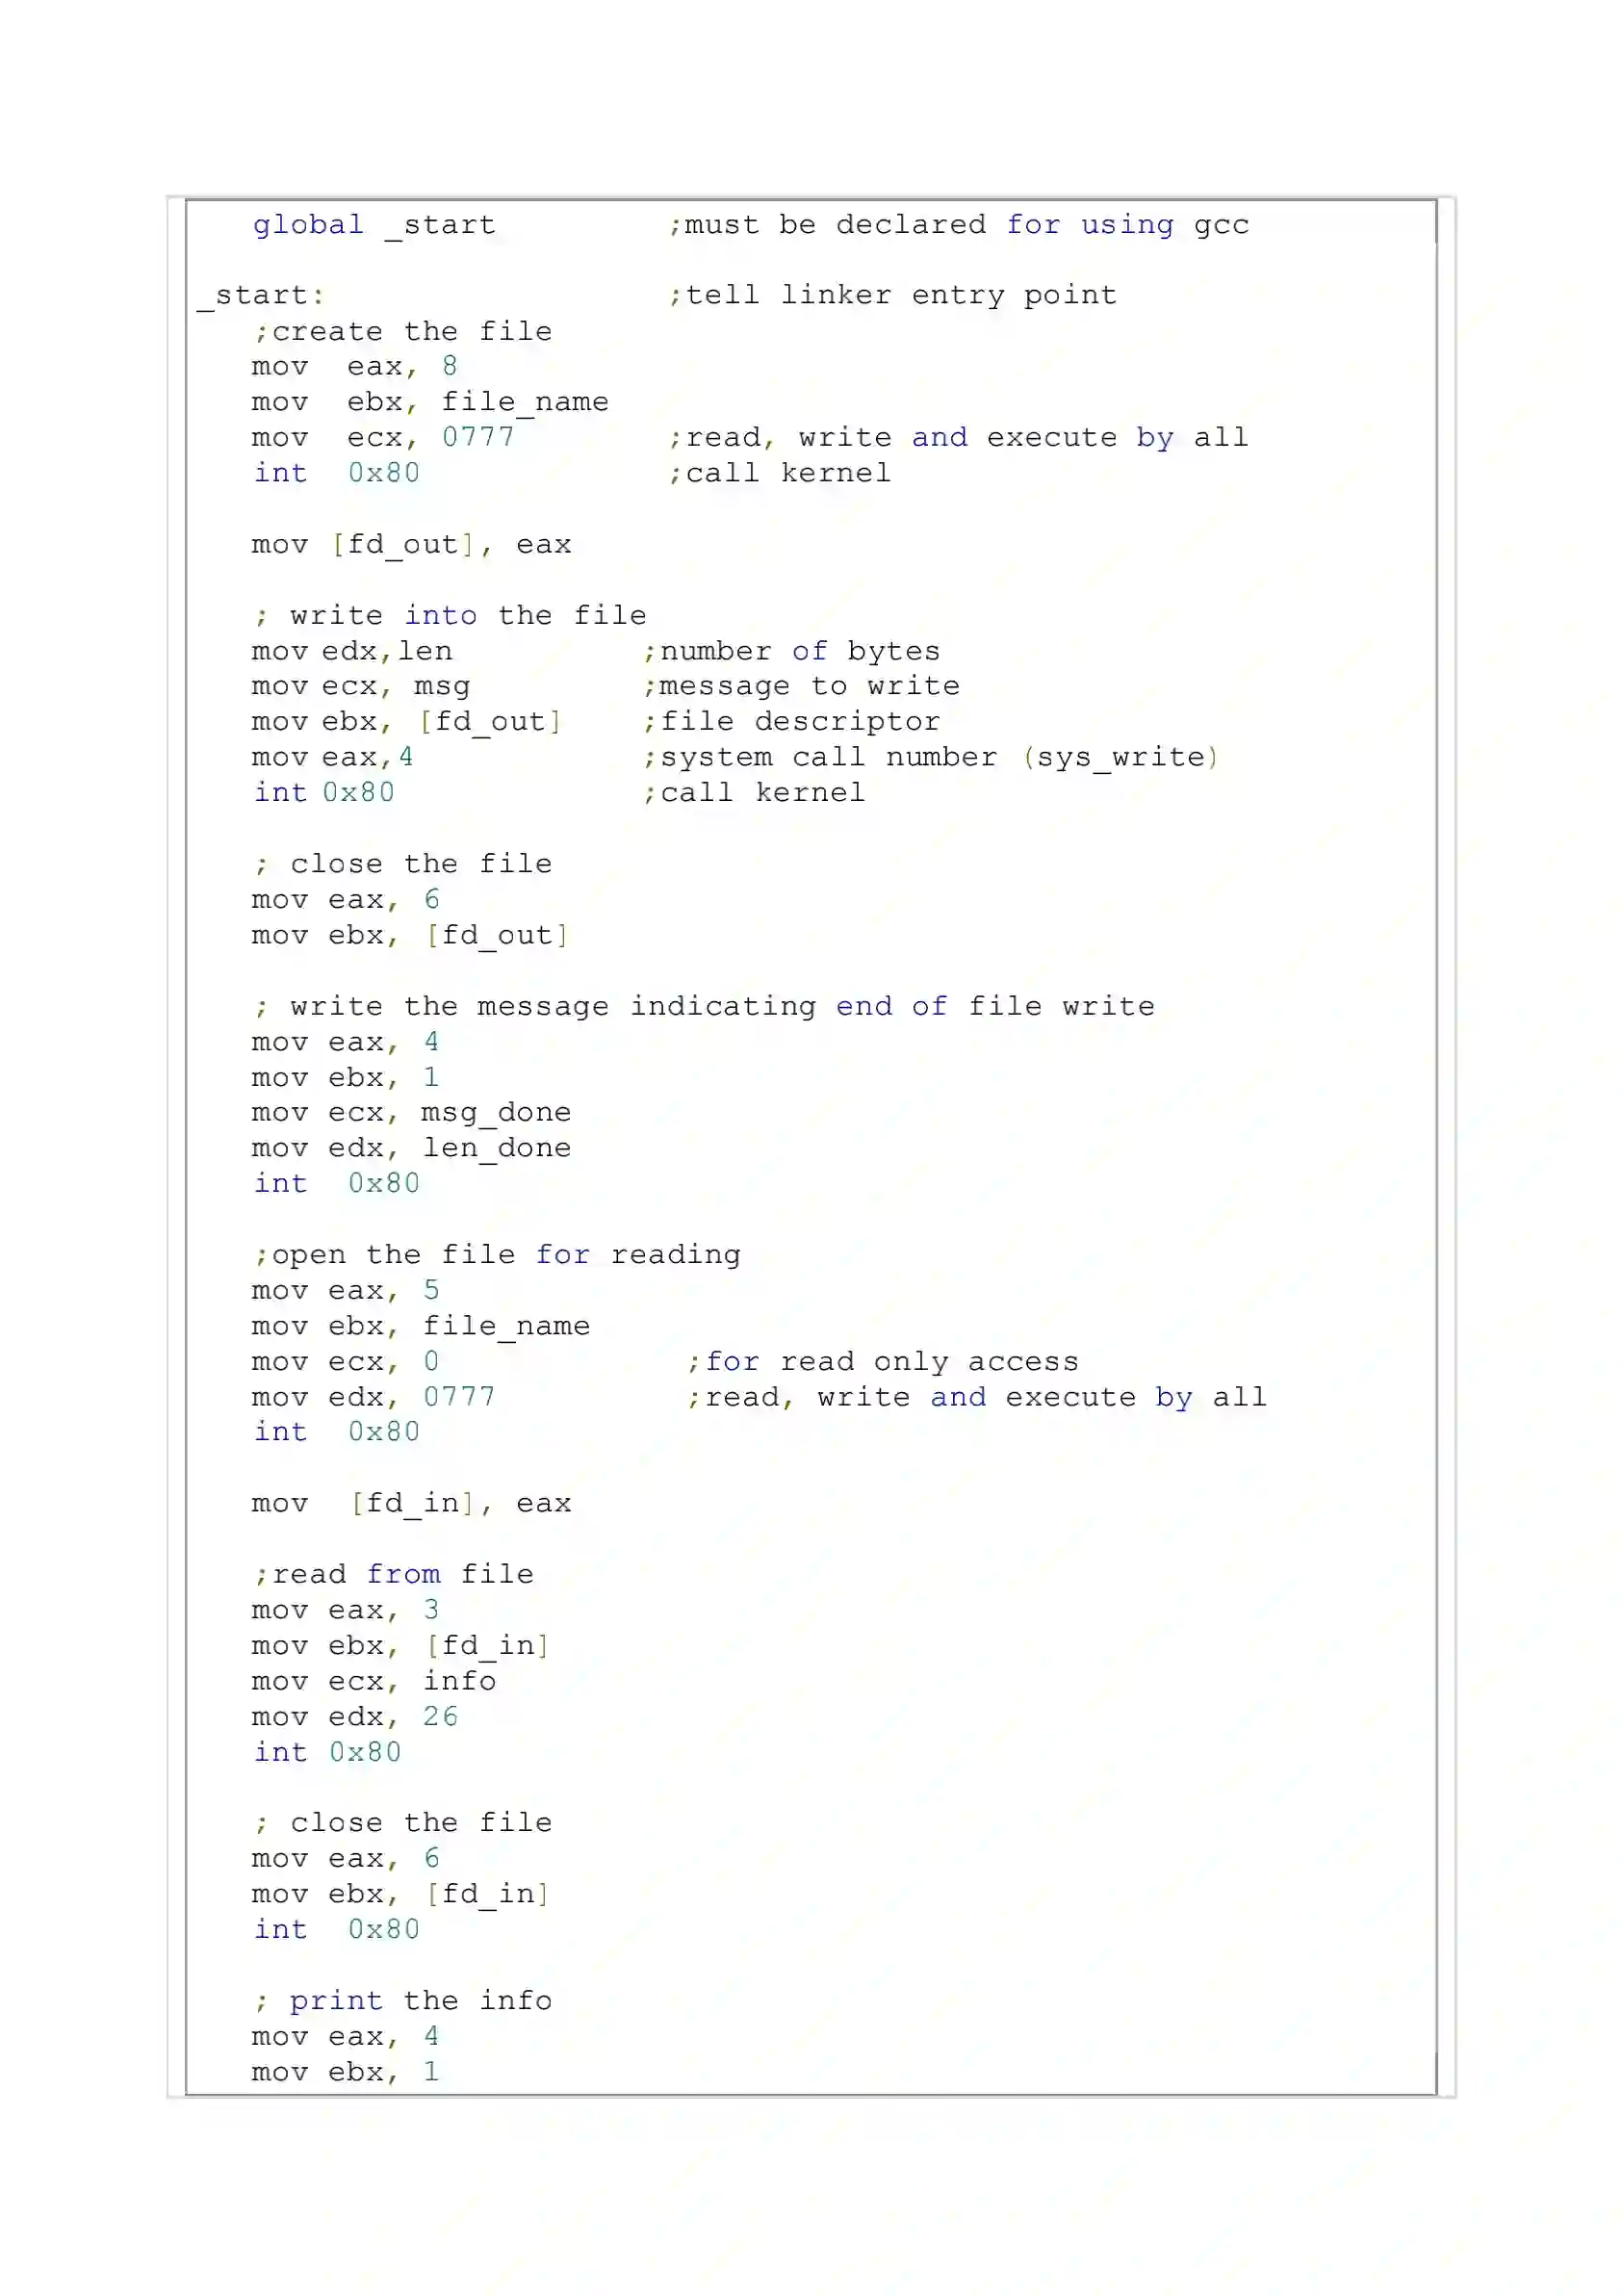 global _start ;must be declared for using gcc
_start: ;tell linker entry point
;create the file
mov eax, 8
mov ebx, file_name
mov ecx, 0777 ;read, write and execute by all
int 0x80 ;call kernel
mov [fd_out], eax
; write into the file
mov edx,len ;number of bytes
mov ecx, msg ;message to write
mov ebx, [fd_out] ;file descriptor
mov eax,4 ;system call number (sys_write)
int 0x80 ;call kernel
; close the file
mov eax, 6
mov ebx, [fd_out]
; write the message indicating end of file write
mov eax, 4
mov ebx, 1
mov ecx, msg_done
mov edx, len_done
int 0x80
;open the file for reading
mov eax, 5
mov ebx, file_name
mov ecx, 0 ;for read only access
mov edx, 0777 ;read, write and execute by all
int 0x80
mov [fd_in], eax
;read from file
mov eax, 3
mov ebx, [fd_in]
mov ecx, info
mov edx, 26
int 0x80
; close the file
mov eax, 6
mov ebx, [fd_in]
int 0x80
; print the info
mov eax, 4
mov ebx, 1